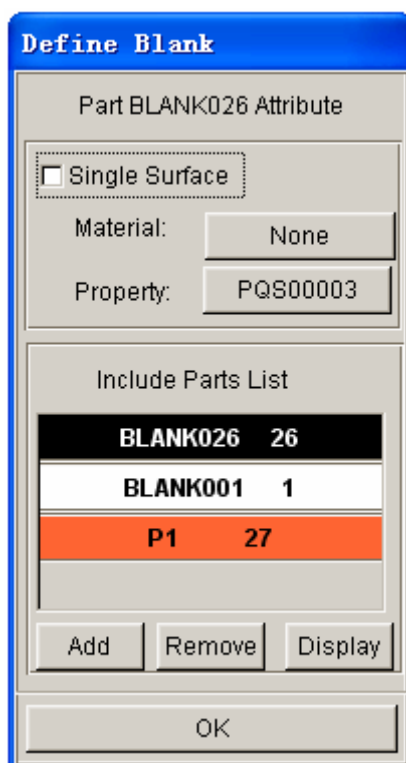 Define Blank
Part BLANK026 Attribute
Single Surface
Material: None
Property: PQS00003
Include Parts List
BLANK026 26
BLANK001 1
P1 27
Add Remove Display
OK